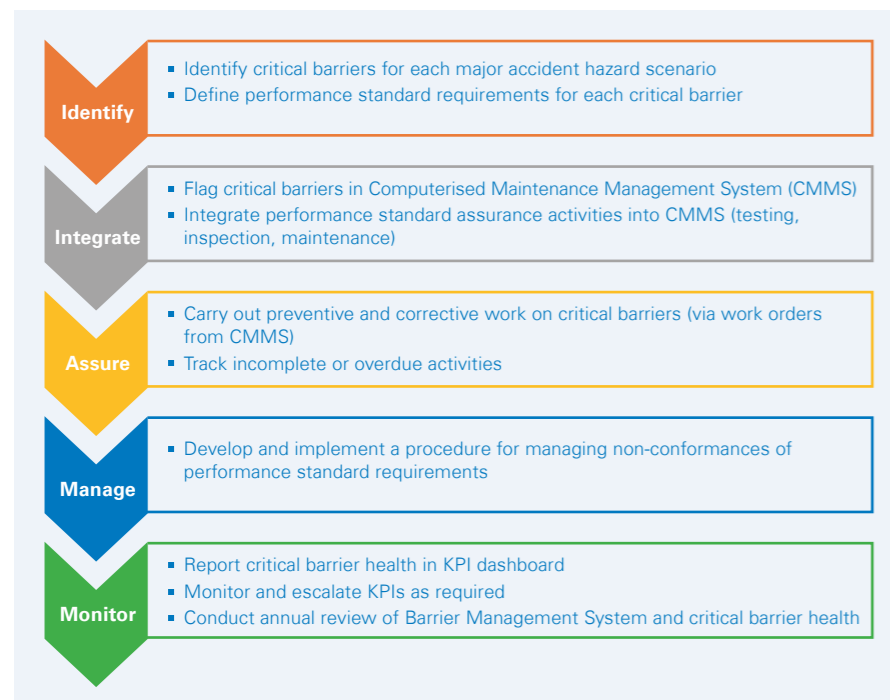 Identify
▪ Identify critical barriers for each major accident hazard scenario
▪ Define performance standard requirements for each critical barrier
Integrate
▪ Flag critical barriers in Computerised Maintenance Management System (CMMS)
▪ Integrate performance standard assurance activities into CMMS (testing,
inspection, maintenance)
Assure
▪ Carry out preventive and corrective work on critical barriers (via work orders
from CMMS)
▪ Track incomplete or overdue activities
Manage
▪ Develop and implement a procedure for managing non-conformances of
performance standard requirements
Monitor
▪ Report critical barrier health in KPI dashboard
▪ Monitor and escalate KPIs as required
▪ Conduct annual review of Barrier Management System and critical barrier health